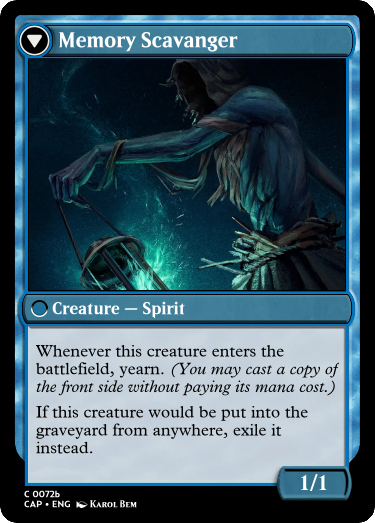 Memory Scavanger
Creature — Spirit
Whenever this creature enters the
battlefield, yearn. (You may cast a copy of
the front side without paying its mana cost.)
If this creature would be put into the
graveyard from anywhere, exile it
instead.
1/1
C 0072b
CAP • ENG Karol Bem